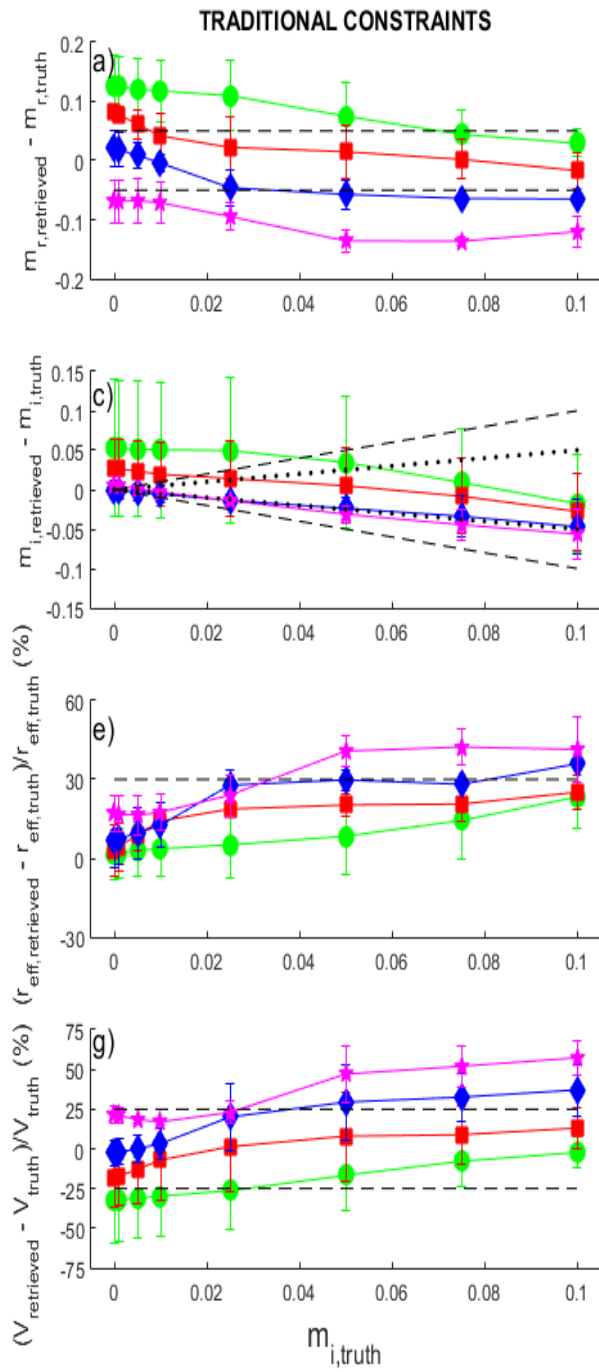 TRADITIONAL CONSTRAINTS
a)
0.2
0.1
0
-0.1
-0.2
m_r,retrieved - m_r,truth
0 0.02 0.04 0.06 0.08 0.1
c)
0.15
0.1
0.05
0
-0.05
-0.1
-0.15
m_i,retrieved - m_i,truth
0 0.02 0.04 0.06 0.08 0.1
e)
60
30
0
-30
(r_eff,retrieved - r_eff,truth)/r_eff,truth (%)
0 0.02 0.04 0.06 0.08 0.1
g)
75
50
25
0
-25
-50
-75
(V_retrieved - V_truth)/V_truth (%)
0 0.02 0.04 0.06 0.08 0.1
m_i,truth